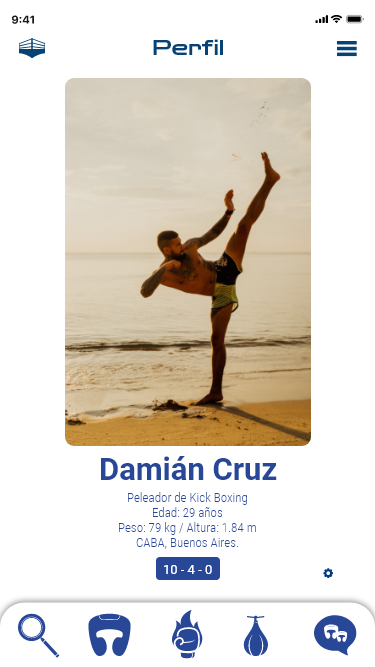 9:41
Perfil
Damián Cruz
Peleador de Kick Boxing
Edad: 29 años
Peso: 79 kg / Altura: 1.84 m
CABA, Buenos Aires.
10 - 4 - 0